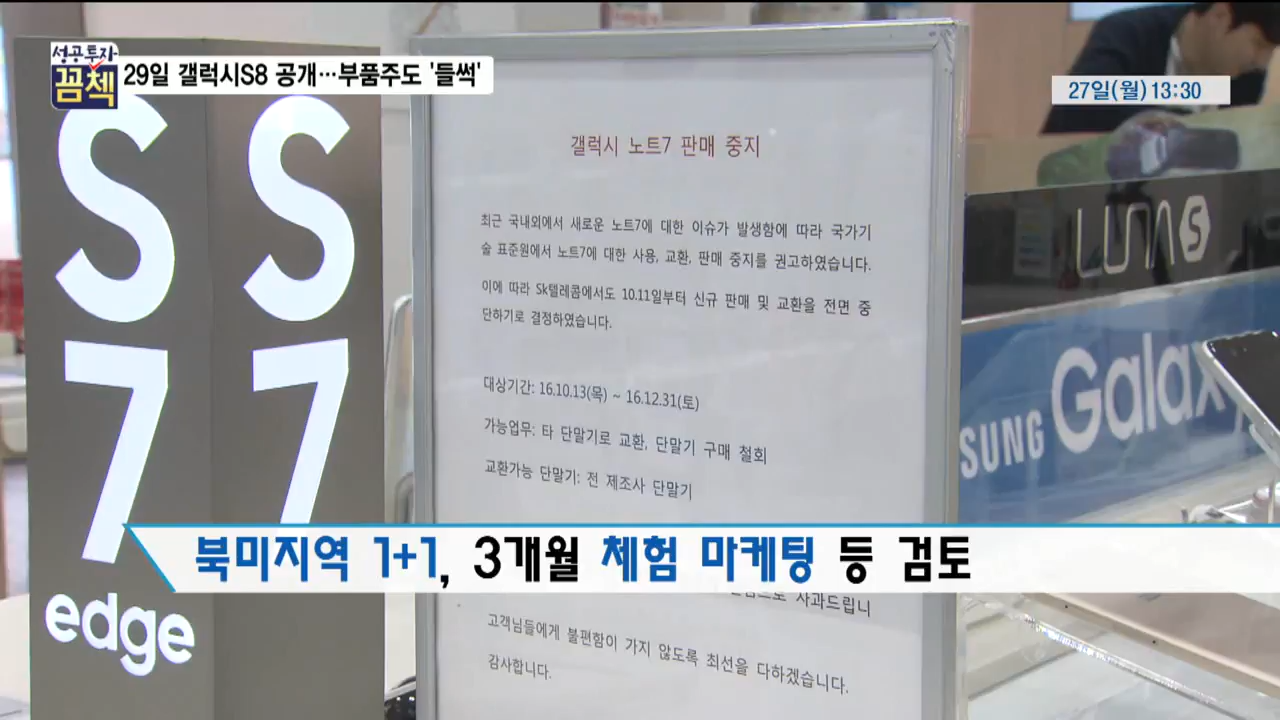 성공투자
꼼첵
29일 갤럭시S8 공개…부품주도 '들썩'
27일(월) 13:30
S S
7 7
edge
갤럭시 노트7 판매 중지
최근 국내외에서 새로운 노트7에 대한 이슈가 발생함에 따라 국가기
술 표준원에서 노트7에 대한 사용, 교환, 판매 중지를 권고하였습니다.
이에 따라 Sk텔레콤에서도 10.11일부터 신규 판매 및 교환을 전면 중
단하기로 결정하였습니다.
대상기간: 16.10.13(목) ~ 16.12.31(토)
가능업무: 타 단말기로 교환, 단말기 구매 철회
교환가능 단말기: 전 제조사 단말기
사과드립니
고객님들에게 불편함이 가지 않도록 최선을 다하겠습니다.
감사합니다.
LUNA S
SUNG Galaxy
북미지역 1+1, 3개월 체험 마케팅 등 검토